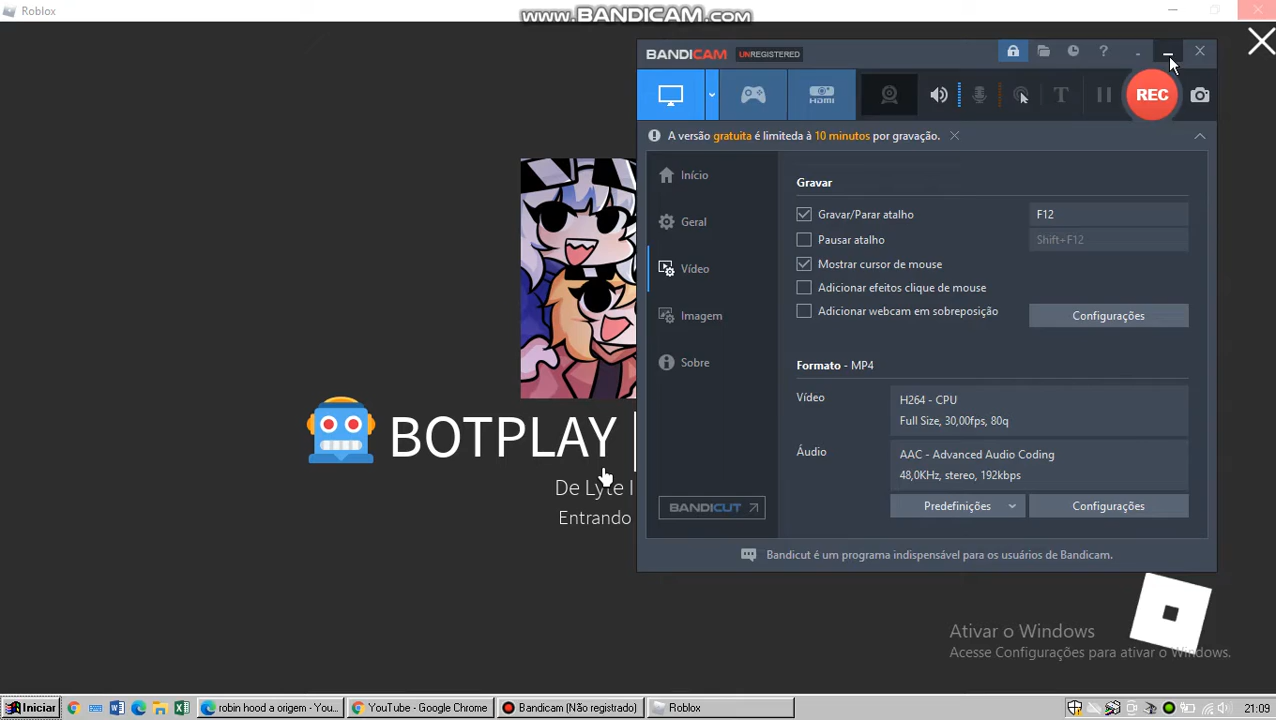 Roblox
www.BANDICAM.com
BANDICAM UNREGISTERED
HDMI
T
REC
A versão gratuita é limiteda à 10 minutos por gravação.
Início
Geral
Vídeo
Imagem
Sobre
BANDICUT
Gravar
Gravar/Parar atalho F12
Pausar atalho Shift+F12
Mostrar cursor de mouse
Adicionar efeitos clique de mouse
Adicionar webcam em sobreposição Configurações
Formato - MP4
Vídeo H264 - CPU
Full Size, 30,00fps, 80q
Áudio AAC - Advanced Audio Coding
48,0KHz, stereo, 192kbps
Predefinições Configurações
Bandicut é um programa indispensável para os usuários de Bandicam.
BOTPLAY
De Lyte
Entrando
Ativar o Windows
Acesse Configurações para ativar o Windows.
Iniciar
robin hood a origem - You...
YouTube - Google Chrome
Bandicam (Não registrado)
Roblox
21:09